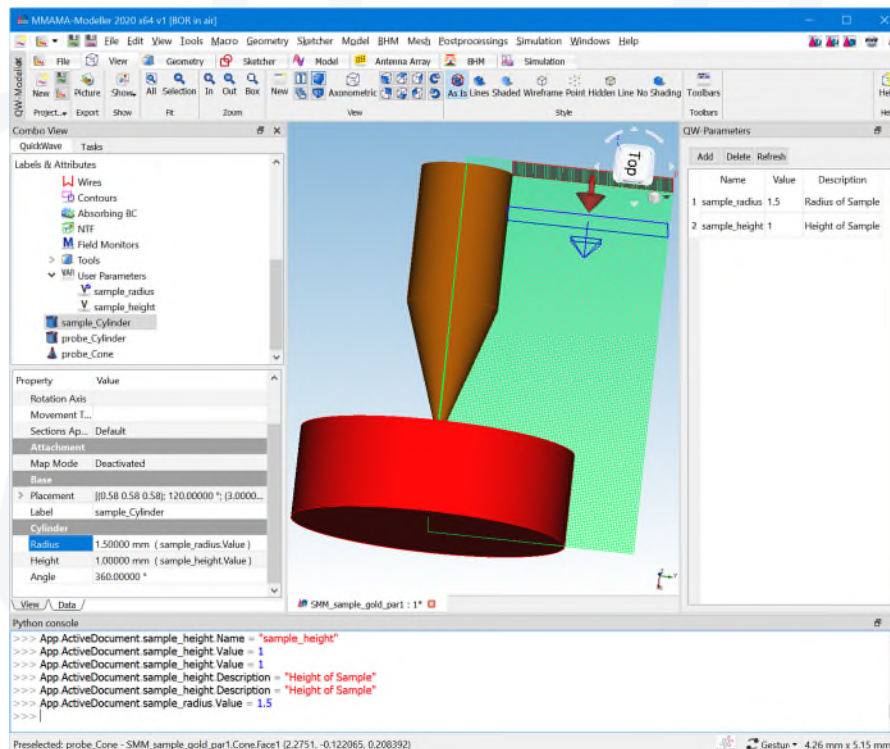 MMAMA-Modeller 2020 x64 v1 [BOR in air]
File Edit View Tools Macro Geometry Sketcher Model BHM Mesh Postprocessings Simulation Windows Help
File View Geometry Sketcher Model Antenna Array BHM Simulation
QW-Modeller
New Picture Show All Selection In Out Box New Axonometric As Is Lines Shaded Wireframe Point Hidden Line No Shading Toolbars
Project... Export Show Fit Zoom View Style Toolbars
Combo View
QuickWave Tasks
Labels & Attributes
Wires
Contours
Absorbing BC
NTF
Field Monitors
Tools
User Parameters
sample_radius
sample_height
sample_Cylinder
probe_Cylinder
probe_Cone
Property Value
Rotation Axis
Movement T...
Sections Ap... Default
Attachment
Map Mode Deactivated
Base
Placement [(0.58 0.58 0.58); 120.00000 °; (3.0000...
Label sample_Cylinder
Cylinder
Radius 1.50000 mm ( sample_radius.Value )
Height 1.00000 mm ( sample_height.Value )
Angle 360.00000 °
View Data
Top
SMM_sample_gold_par1 : 1*
QW-Parameters
Add Delete Refresh
Name Value Description
1 sample_radius 1.5 Radius of Sample
2 sample_height 1 Height of Sample
Python console
>>> App.ActiveDocument.sample_height.Name = "sample_height"
>>> App.ActiveDocument.sample_height.Value = 1
>>> App.ActiveDocument.sample_height.Value = 1
>>> App.ActiveDocument.sample_height.Description = "Height of Sample"
>>> App.ActiveDocument.sample_height.Description = "Height of Sample"
>>> App.ActiveDocument.sample_radius.Value = 1.5
>>>
Preselected: probe_Cone - SMM_sample_gold_par1.Cone.Face1 (2.2751, -0.122065, 0.208392)
Gestur 4.26 mm x 5.15 mm